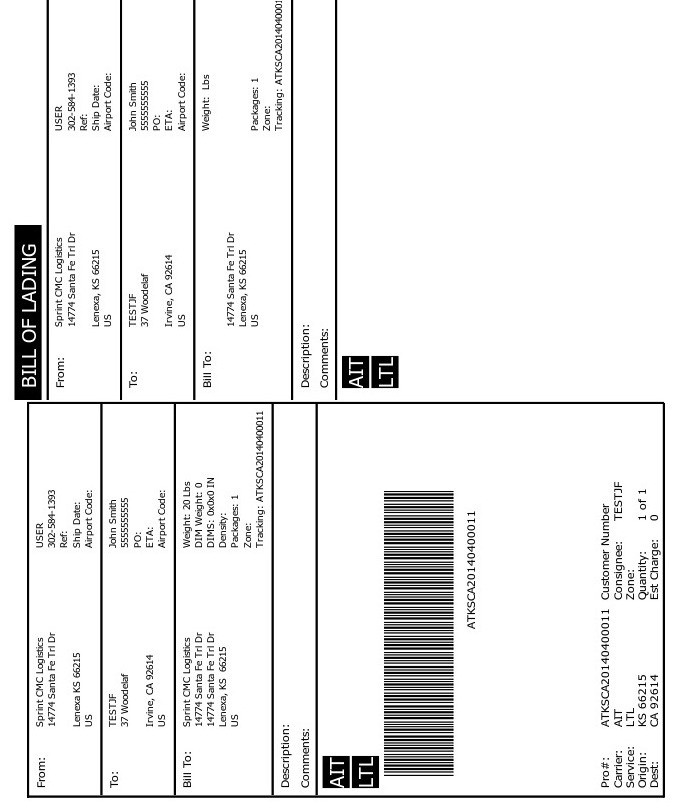 BILL OF LADING
From:
Sprint CMC Logistics
14774 Santa Fe Trl Dr
Lenexa, KS 66215
US
USER
302-584-1393
Ref:
Ship Date:
Airport Code:
To:
TESTJF
37 Woodelaf
Irvine, CA 92614
US
John Smith
5555555555
PO:
ETA:
Airport Code:
Bill To:
14774 Santa Fe Trl Dr
Lenexa, KS 66215
US
Weight: Lbs
Packages: 1
Zone:
Tracking: ATKSCA2014040001
Description:
Comments:
AIT
LTL
From:
Sprint CMC Logistics
14774 Santa Fe Trl Dr
Lenexa KS 66215
US
USER
302-584-1393
Ref:
Ship Date:
Airport Code:
To:
TESTJF
37 Woodelaf
Irvine, CA 92614
US
John Smith
5555555555
PO:
ETA:
Airport Code:
Bill To:
Sprint CMC Logistics
14774 Santa Fe Trl Dr
14774 Santa Fe Trl Dr
Lenexa, KS 66215
US
Weight: 20 Lbs
DIM Weight: 0
DIMS: 0x0x0 IN
Density:
Packages: 1
Zone:
Tracking: ATKSCA20140400011
Description:
Comments:
AIT
LTL
ATKSCA20140400011
Pro#: ATKSCA20140400011 Customer Number
Carrier: AIT Consignee: TESTJF
Service: LTL Zone:
Origin: KS 66215 Quantity: 1 of 1
Dest: CA 92614 Est Charge: 0